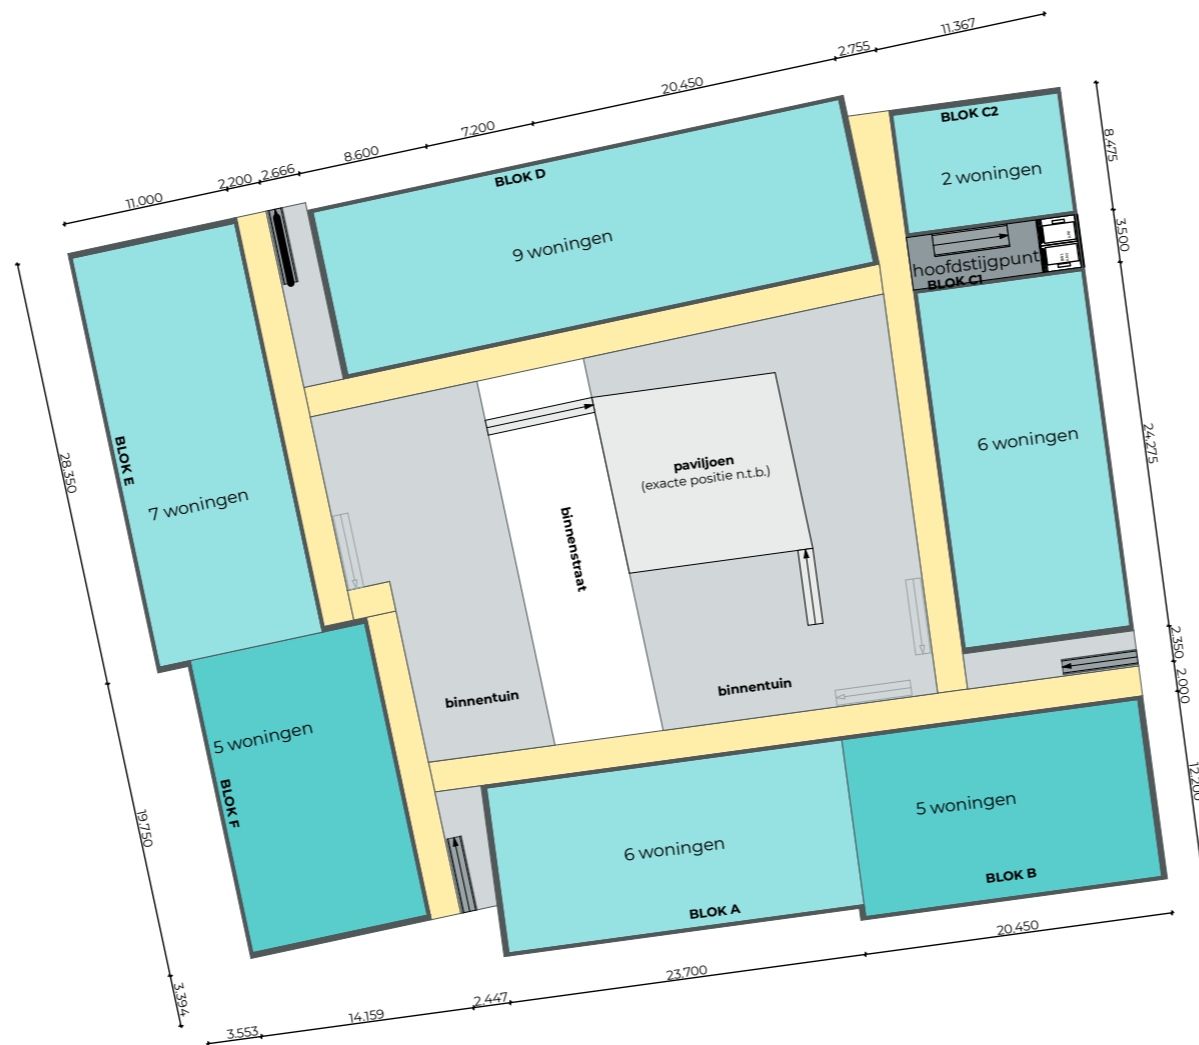 11.367
2.755
20.450
7.200
8.600
2.666
2.200
11.000
BLOK C2
2 woningen
8.475
3.500
hoofdstijgpunt
BLOK C1
BLOK D
9 woningen
24.275
6 woningen
paviljoen
(exacte positie n.t.b.)
binnenstraat
BLOK E
28.350
7 woningen
2.350
2.000
binnentuin
binnentuin
5 woningen
BLOK F
19.750
12.200
5 woningen
BLOK B
6 woningen
BLOK A
20.450
23.700
2.447
14.159
3.553
3.394